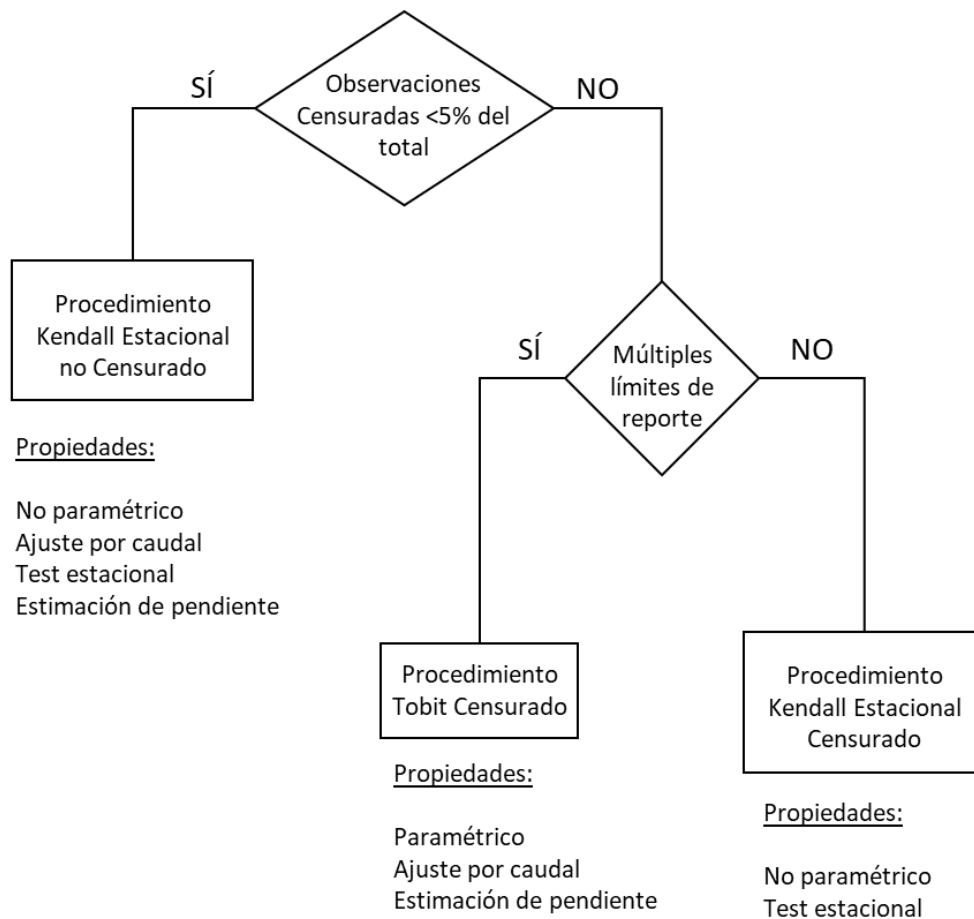 SÍ
Observaciones
Censuradas <5% del
total
NO
Procedimiento
Kendall Estacional
no Censurado
Propiedades:
No paramétrico
Ajuste por caudal
Test estacional
Estimación de pendiente
SÍ
Múltiples
límites de
reporte
NO
Procedimiento
Tobit Censurado
Propiedades:
Paramétrico
Ajuste por caudal
Estimación de pendiente
Procedimiento
Kendall Estacional
Censurado
Propiedades:
No paramétrico
Test estacional